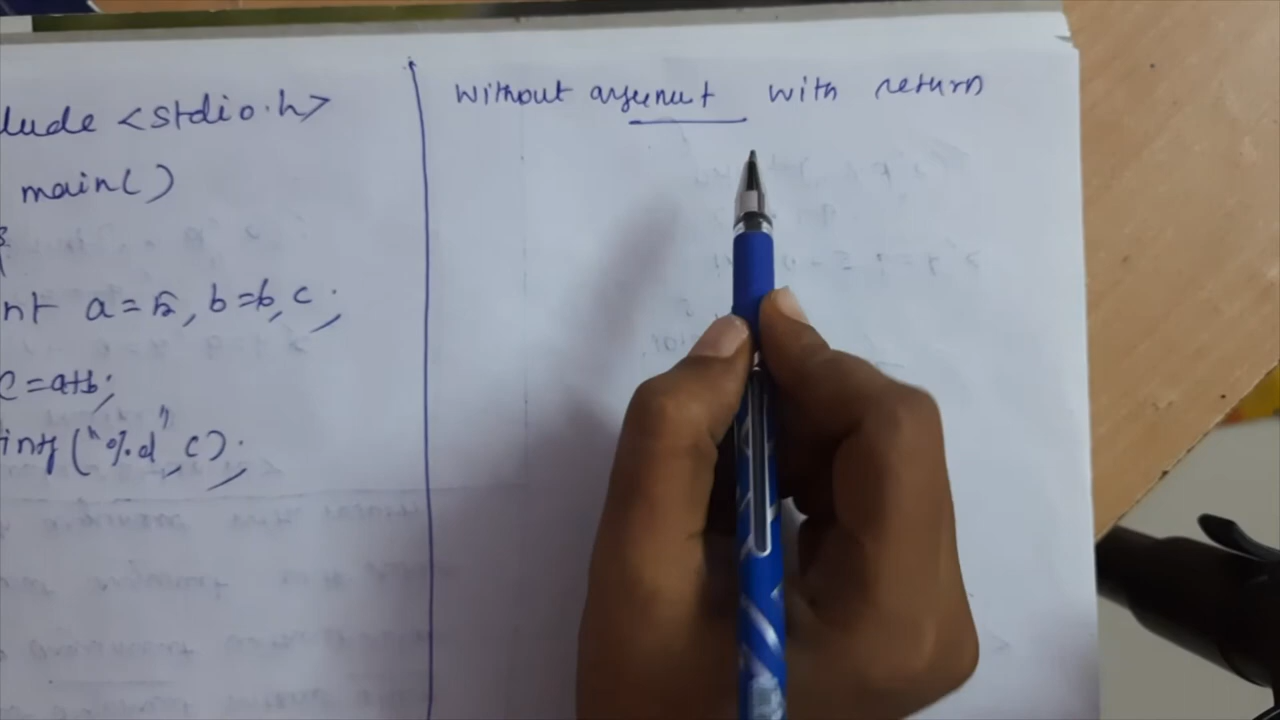 lude <stdio.h>
main()
{
nt a=5, b=6, c;
c=a+b;
intf("%d", c);
without argument with return